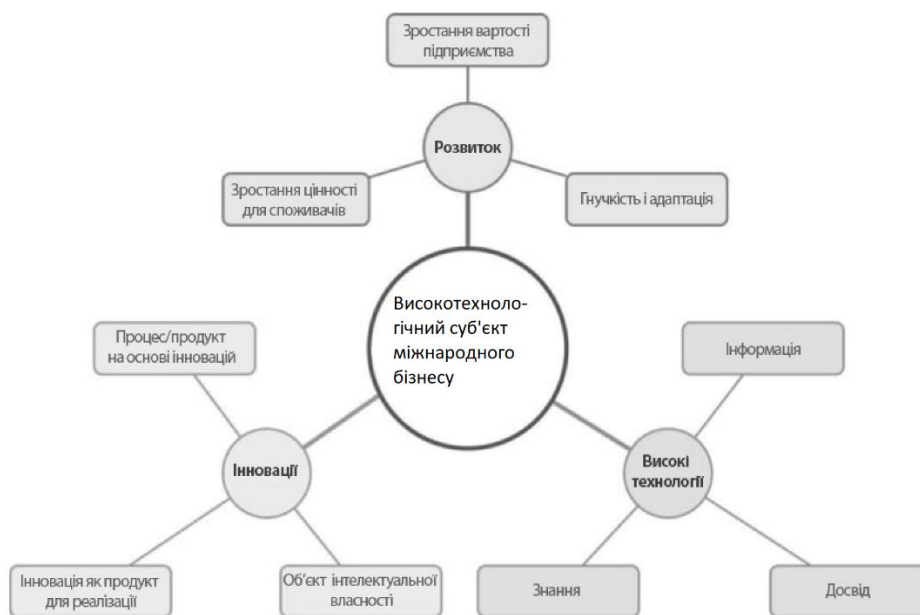 Зростання вартості
підприємства
Розвиток
Зростання цінності
для споживачів
Гнучкість і адаптація
Високотехноло-
гічний суб'єкт
міжнародного
бізнесу
Процес/продукт
на основі інновацій
Інформація
Інновації
Високі
технології
Інновація як продукт
для реалізації
Об'єкт інтелектуальної
власності
Знання
Досвід